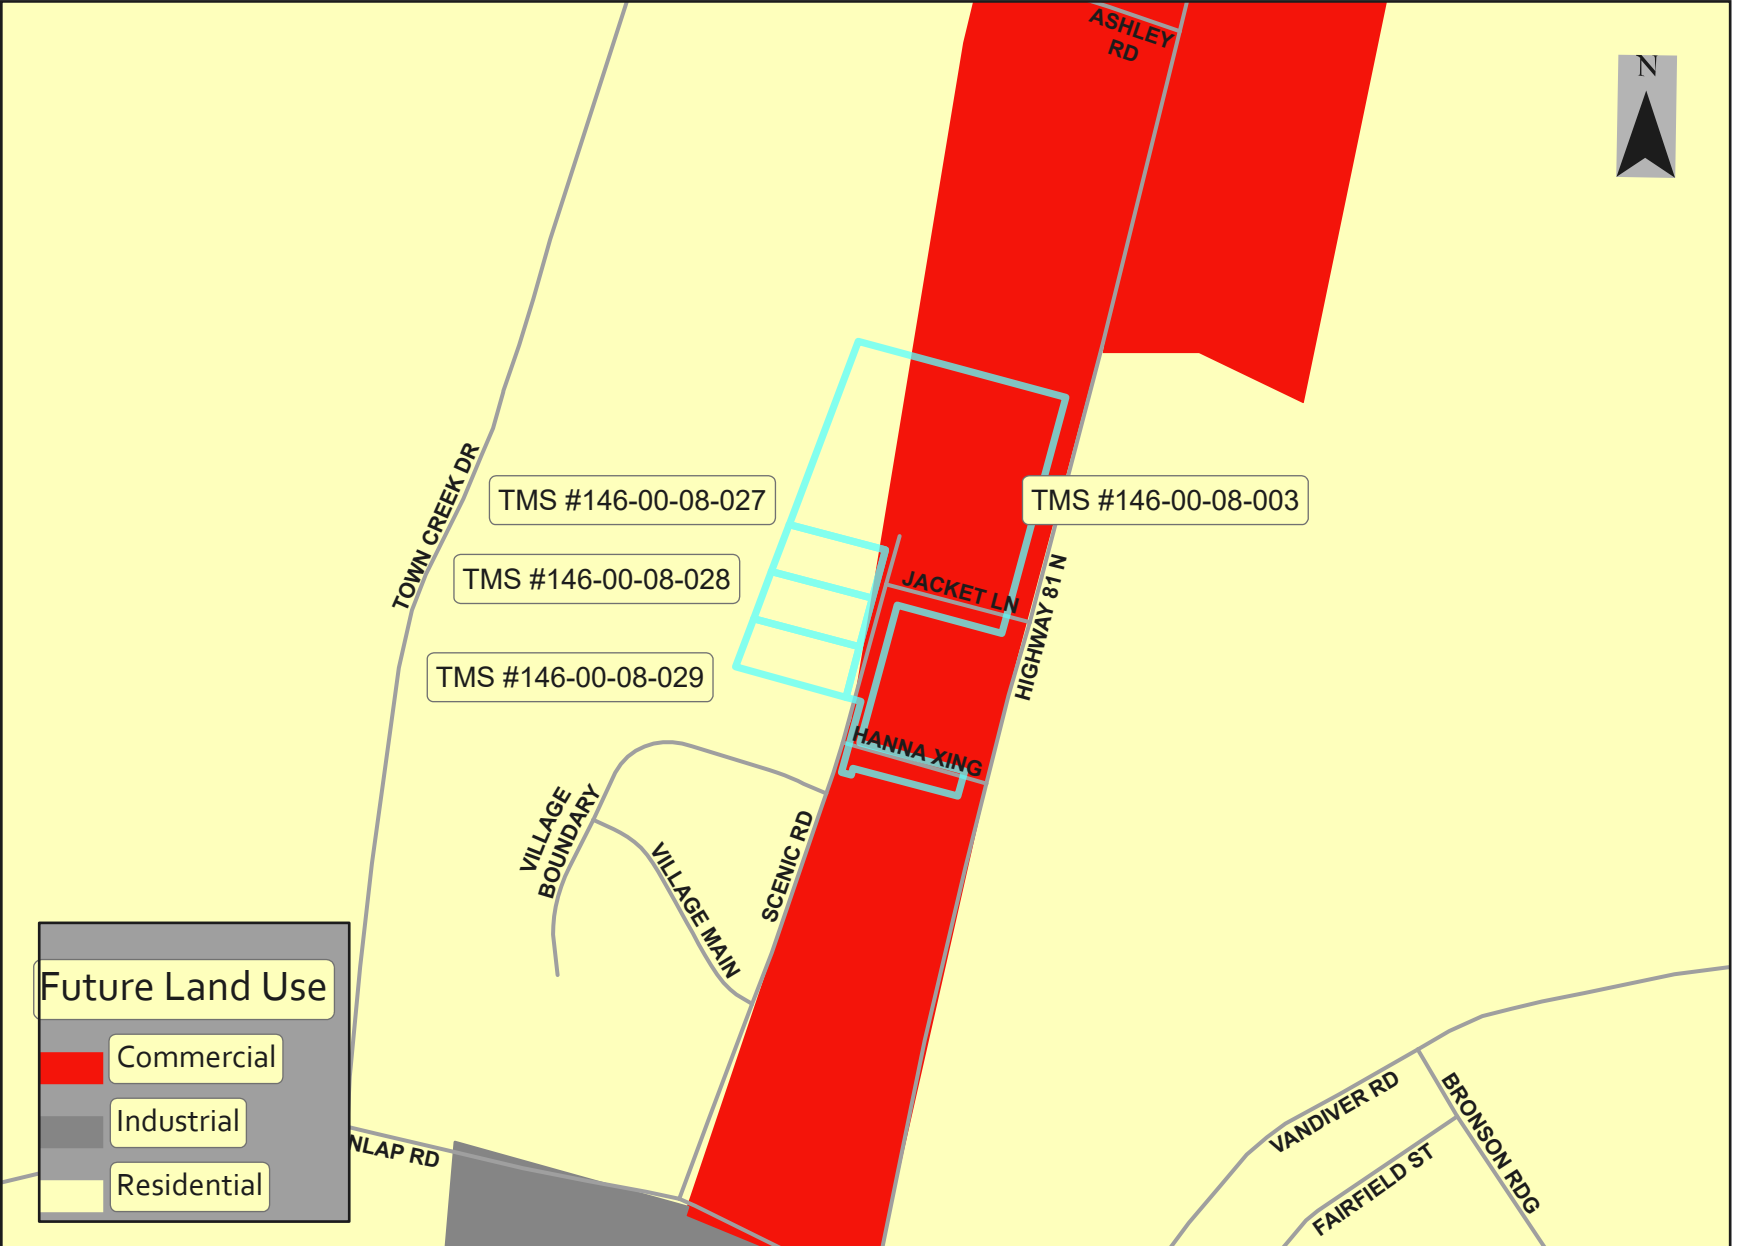 ASHLEY
RD
N
TOWN CREEK DR
TMS #146-00-08-027
TMS #146-00-08-003
TMS #146-00-08-028
JACKET LN
HIGHWAY 81 N
TMS #146-00-08-029
HANNA XING
VILLAGE
BOUNDARY
VILLAGE MAIN
SCENIC RD
Future Land Use
Commercial
Industrial
Residential
NLAP RD
VANDIVER RD
BRONSON RDG
FAIRFIELD ST